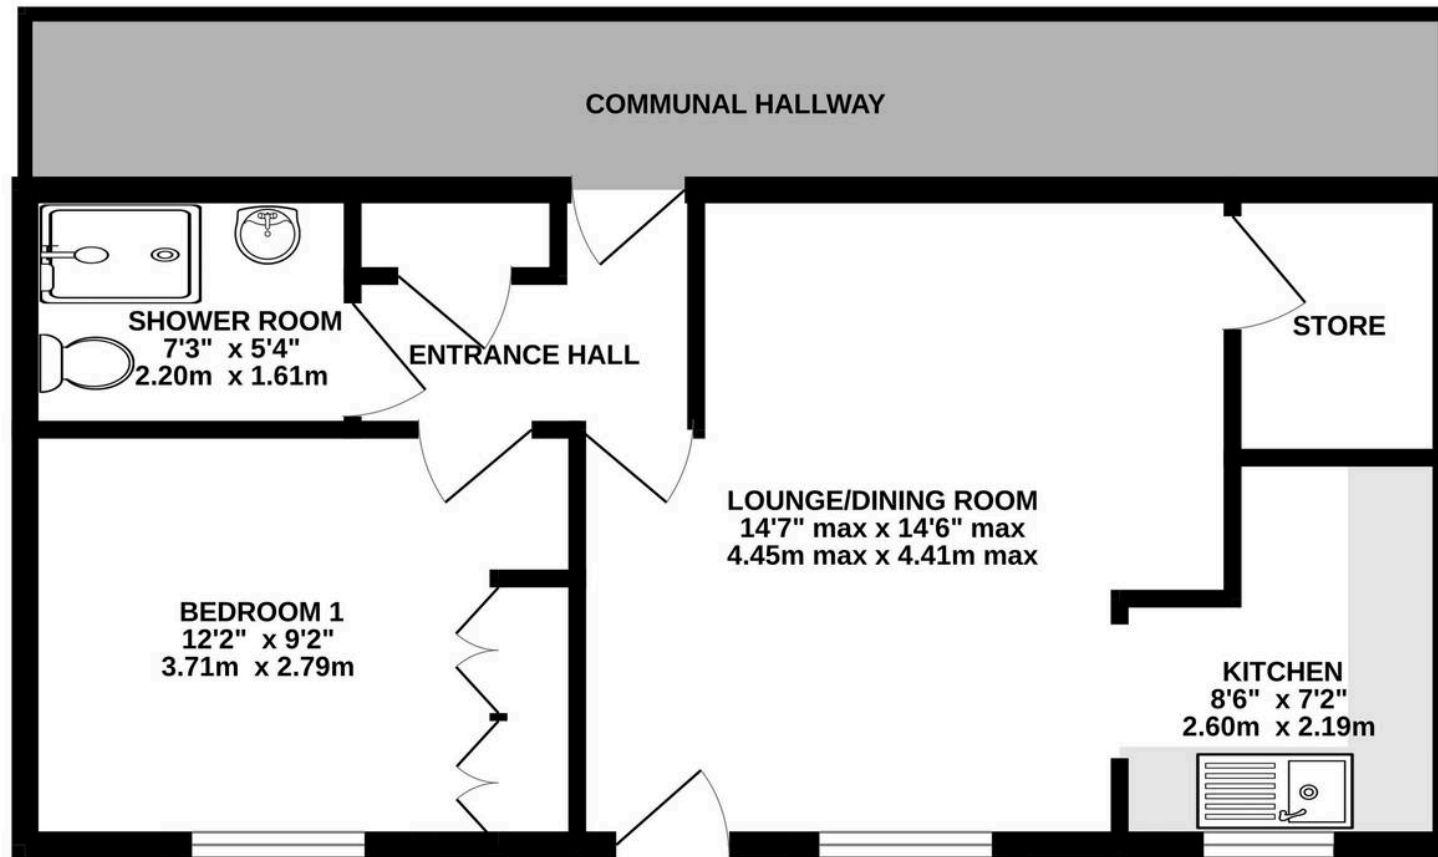 COMMUNAL HALLWAY
SHOWER ROOM
7'3" x 5'4"
2.20m x 1.61m
ENTRANCE HALL
STORE
LOUNGE/DINING ROOM
14'7" max x 14'6" max
4.45m max x 4.41m max
BEDROOM 1
12'2" x 9'2"
3.71m x 2.79m
KITCHEN
8'6" x 7'2"
2.60m x 2.19m